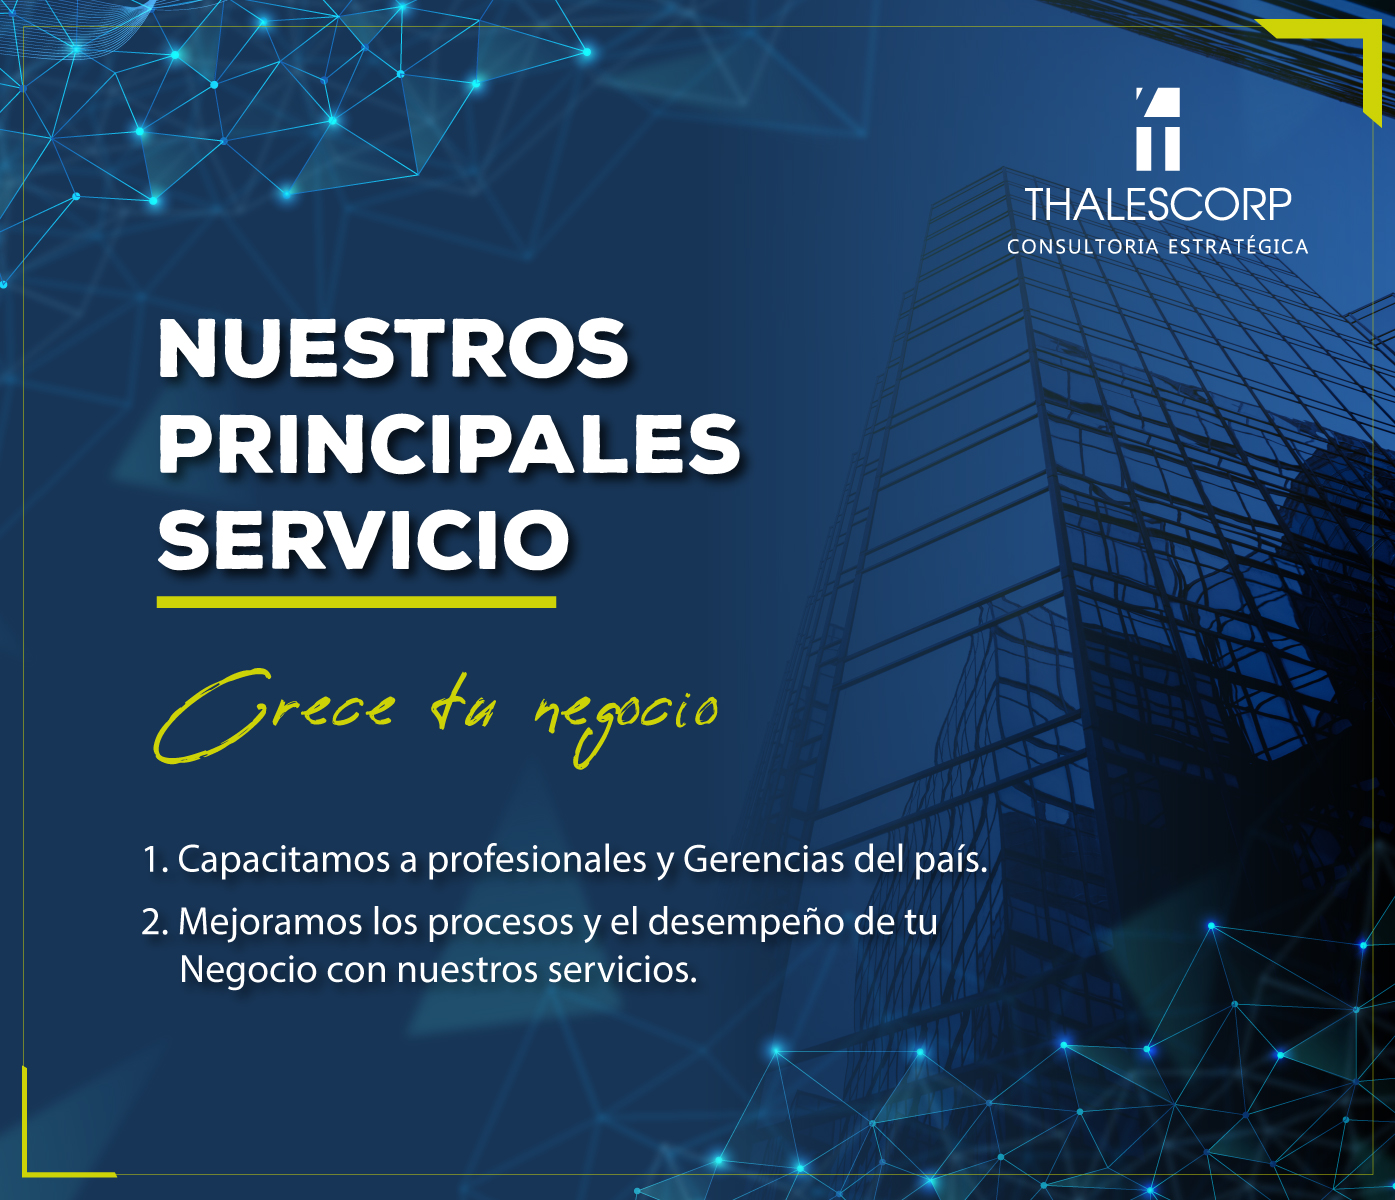 THALESCORP
CONSULTORIA ESTRATÉGICA
NUESTROS
PRINCIPALES
SERVICIO
Crece tu negocio
1. Capacitamos a profesionales y Gerencias del país.
2. Mejoramos los procesos y el desempeño de tu
Negocio con nuestros servicios.